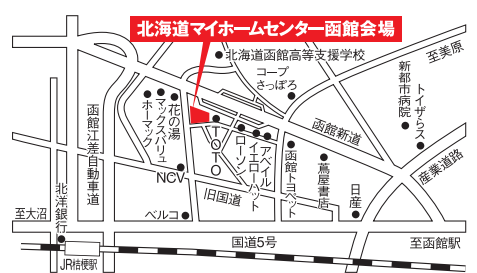 北海道マイホームセンター函館会場
北海道函館高等支援学校
至美原
コープ
さっぽろ
新都市病院
トイザらス
花の湯
マックスバリュ
ホーマック
函館江差自動車道
TOTO
ローソン
イエローハット
アベイル
函館新道
函館トヨペット
蔦屋書店
日産
産業道路
NCV
旧国道
ベルコ
至大沼
北洋銀行
国道5号
至函館駅
JR桔梗駅